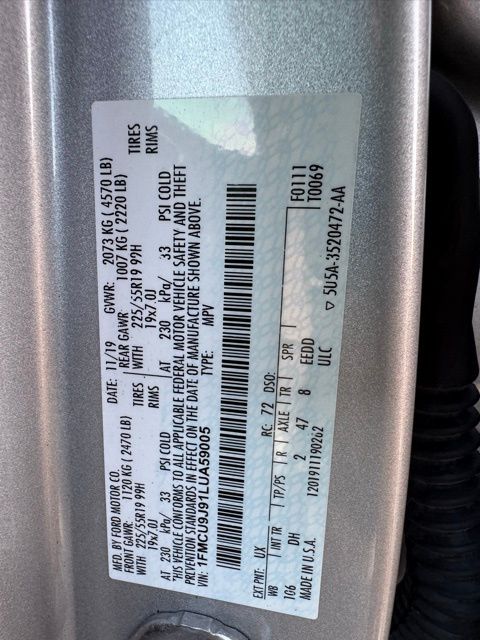 MFD. BY FORD MOTOR CO.
DATE: 11/19 GVWR: 2073 KG ( 4570 LB)
FRONT GAWR: 1120 KG ( 2470 LB) REAR GAWR: 1007 KG ( 2220 LB)
WITH 225/55R19 99H TIRES WITH 225/55R19 99H TIRES
19x7.0J RIMS 19x7.0J RIMS
AT 230 kPa/ 33 PSI COLD AT 230 kPa/ 33 PSI COLD
THIS VEHICLE CONFORMS TO ALL APPLICABLE FEDERAL MOTOR VEHICLE SAFETY AND THEFT
PREVENTION STANDARDS IN EFFECT ON THE DATE OF MANUFACTURE SHOWN ABOVE.
VIN: 1FMCU9J91LUA59005 TYPE: MPV
F0111
T0069
EXT PNT: UX RC: 72 DSO:
WB INT TR TP/PS R AXLE TR SPR
1G6 DH 2 47 8 FEDD
1201911190262 ULC
MADE IN U.S.A. ▽ 5U5A-3520472-AA